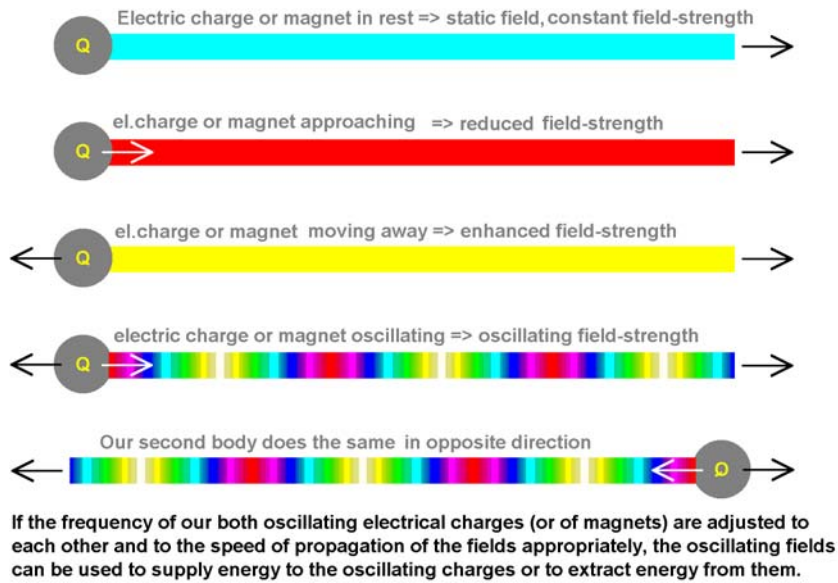 Electric charge or magnet in rest => static field, constant field-strength
Q
el.charge or magnet approaching => reduced field-strength
Q
el.charge or magnet moving away => enhanced field-strength
Q
electric charge or magnet oscillating => oscillating field-strength
Q
Our second body does the same in opposite direction
Q
If the frequency of our both oscillating electrical charges (or of magnets) are adjusted to
each other and to the speed of propagation of the fields appropriately, the oscillating fields
can be used to supply energy to the oscillating charges or to extract energy from them.